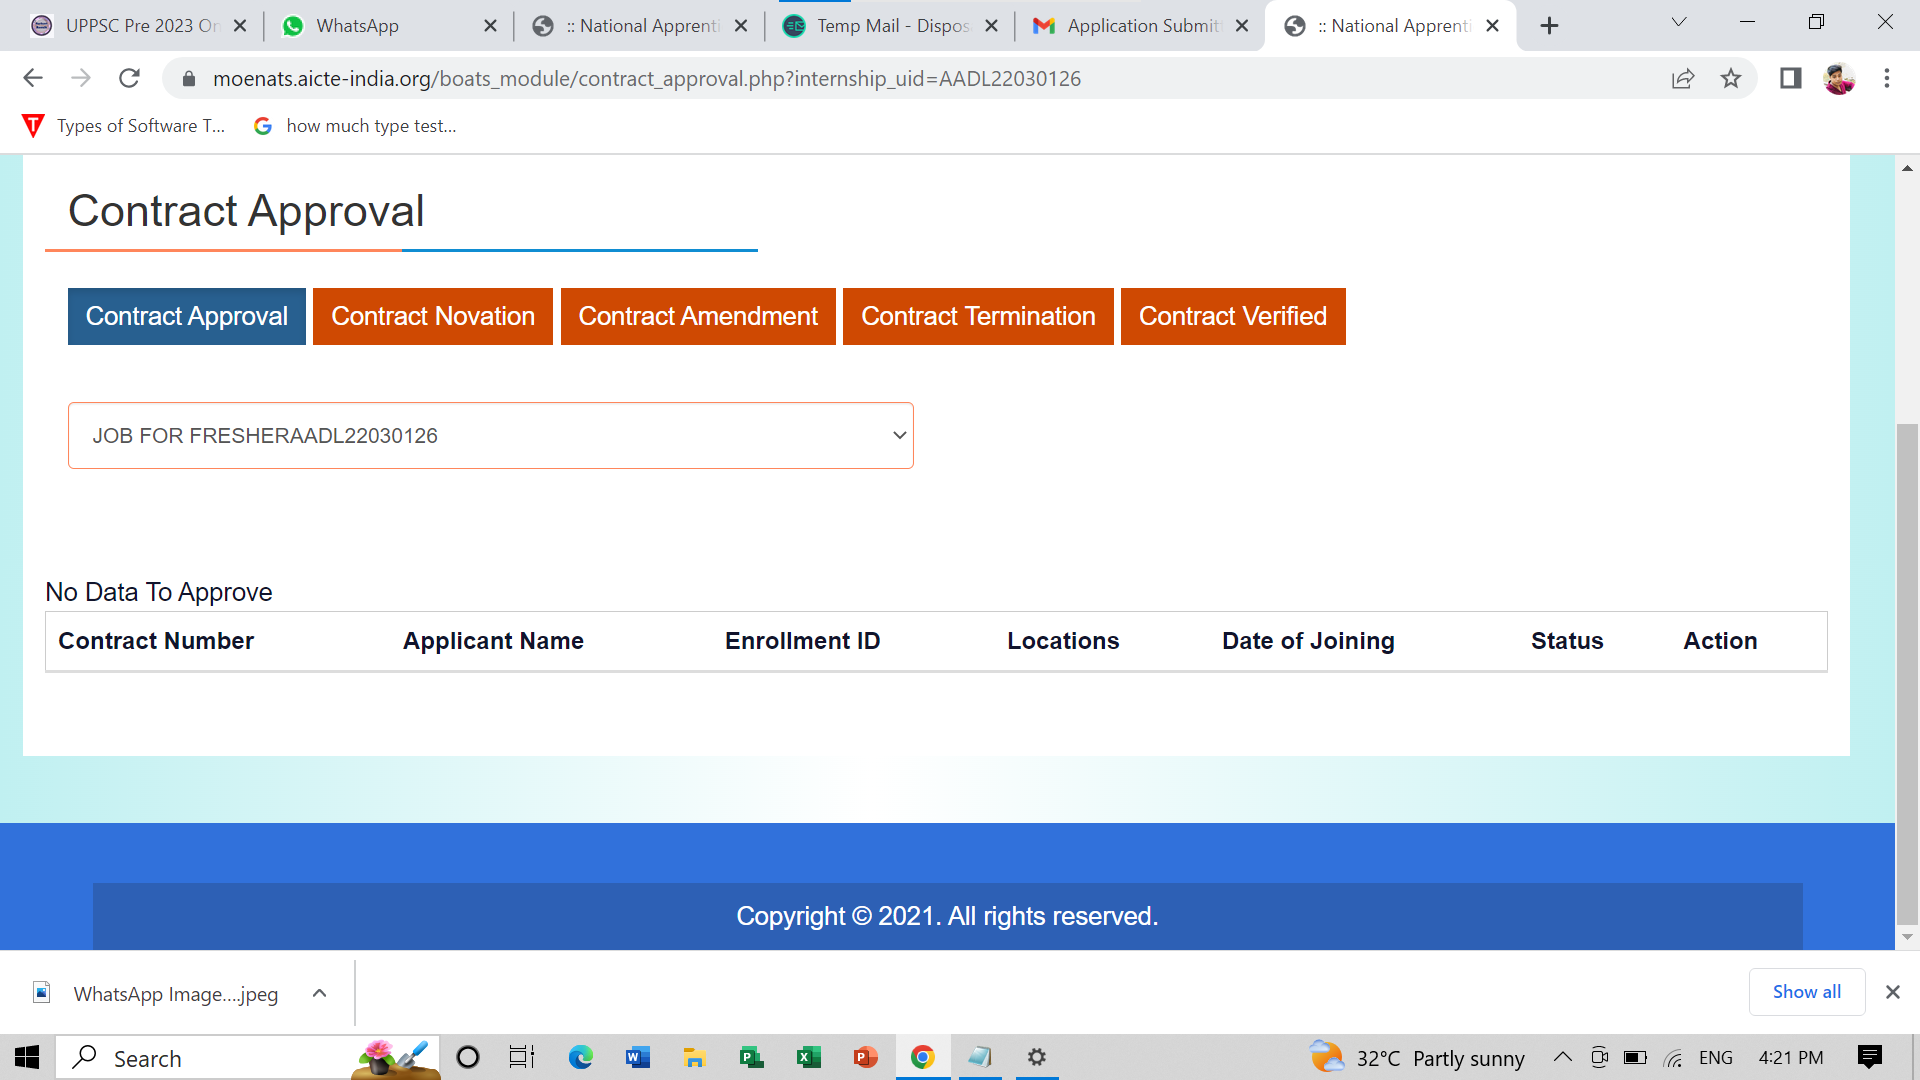 UPPSC Pre 2023 On
WhatsApp
:: National Apprenti
Temp Mail - Dispos
Application Submitt
:: National Apprenti
moenats.aicte-india.org/boats_module/contract_approval.php?internship_uid=AADL22030126
Types of Software T...
how much type test...
Contract Approval
Contract Approval
Contract Novation
Contract Amendment
Contract Termination
Contract Verified
JOB FOR FRESHERAADL22030126
No Data To Approve
Contract Number Applicant Name Enrollment ID Locations Date of Joining Status Action
Copyright © 2021. All rights reserved.
WhatsApp Image....jpeg
Show all
Search
32°C Partly sunny
ENG
4:21 PM